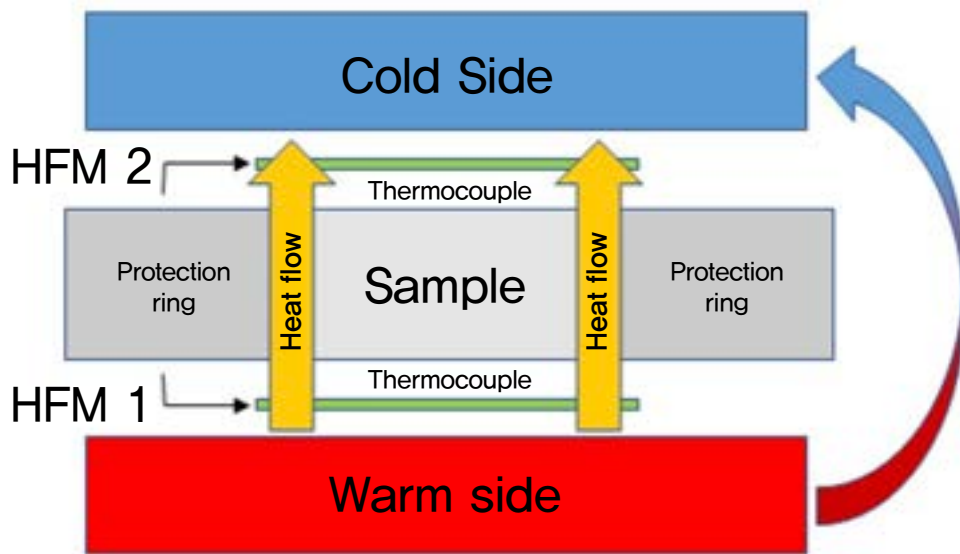 Cold Side
HFM 2
Thermocouple
Protection
ring
Heat flow
Sample
Heat flow
Protection
ring
Thermocouple
HFM 1
Warm side